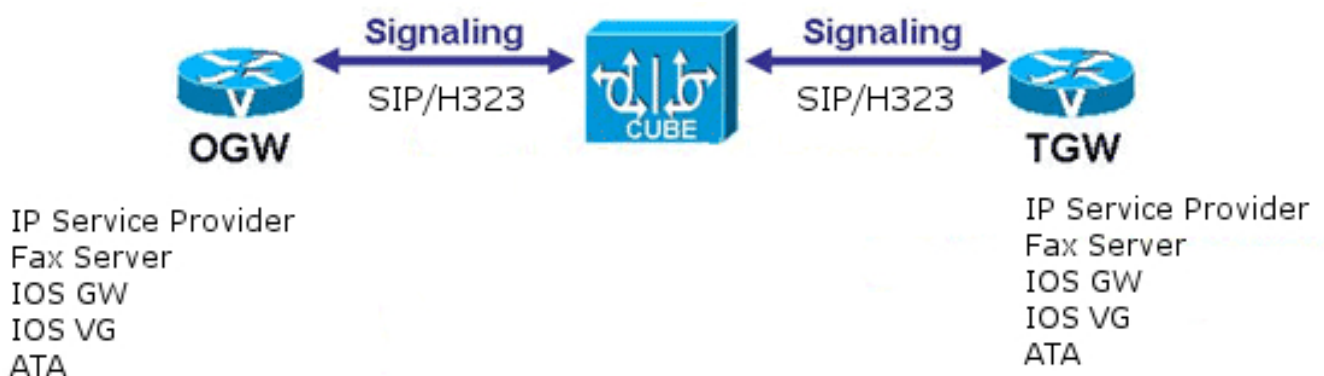 Signaling
Signaling
SIP/H323
SIP/H323
V
CUBE
V
OGW
TGW
IP Service Provider
Fax Server
IOS GW
IOS VG
ATA
IP Service Provider
Fax Server
IOS GW
IOS VG
ATA